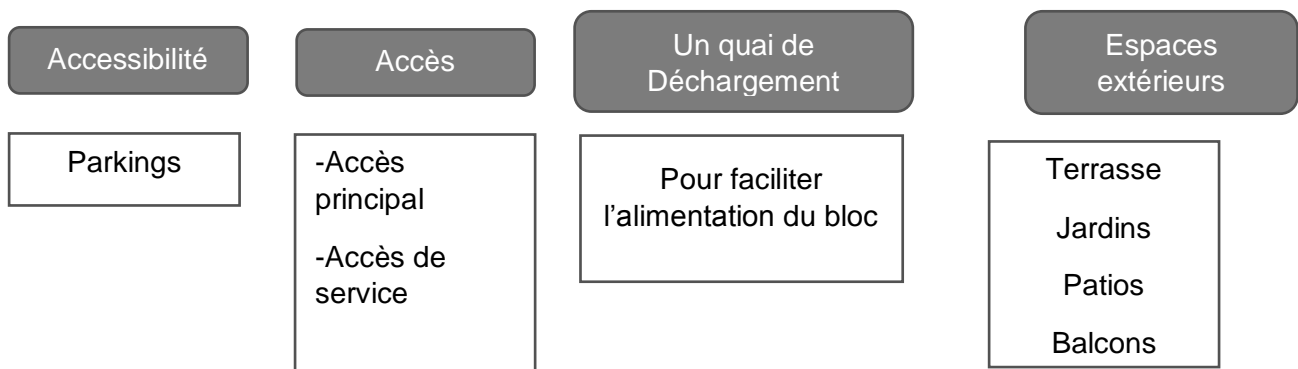 Accessibilité
Accès
Un quai de
Déchargement
Espaces
extérieurs
Parkings
-Accès
principal
-Accès de
service
Pour faciliter
l’alimentation du bloc
Terrasse
Jardins
Patios
Balcons